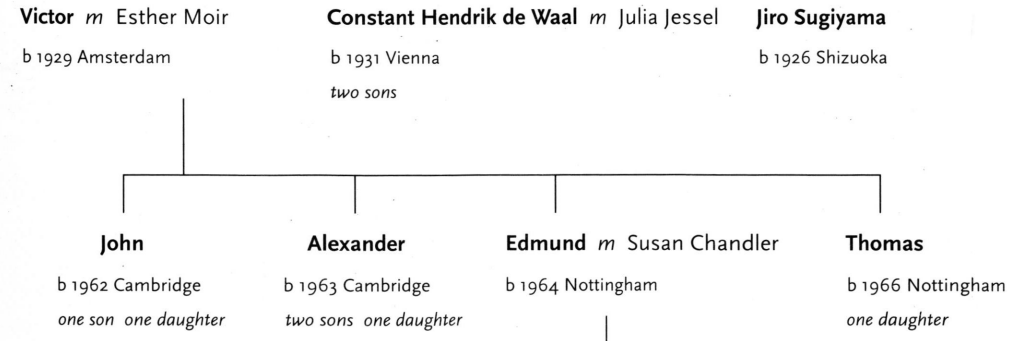 Victor m Esther Moir
Constant Hendrik de Waal m Julia Jessel
Jiro Sugiyama
b 1929 Amsterdam
b 1931 Vienna
b 1926 Shizuoka
two sons
John
Alexander
Edmund m Susan Chandler
Thomas
b 1962 Cambridge
b 1963 Cambridge
b 1964 Nottingham
b 1966 Nottingham
one son one daughter
two sons one daughter
one daughter